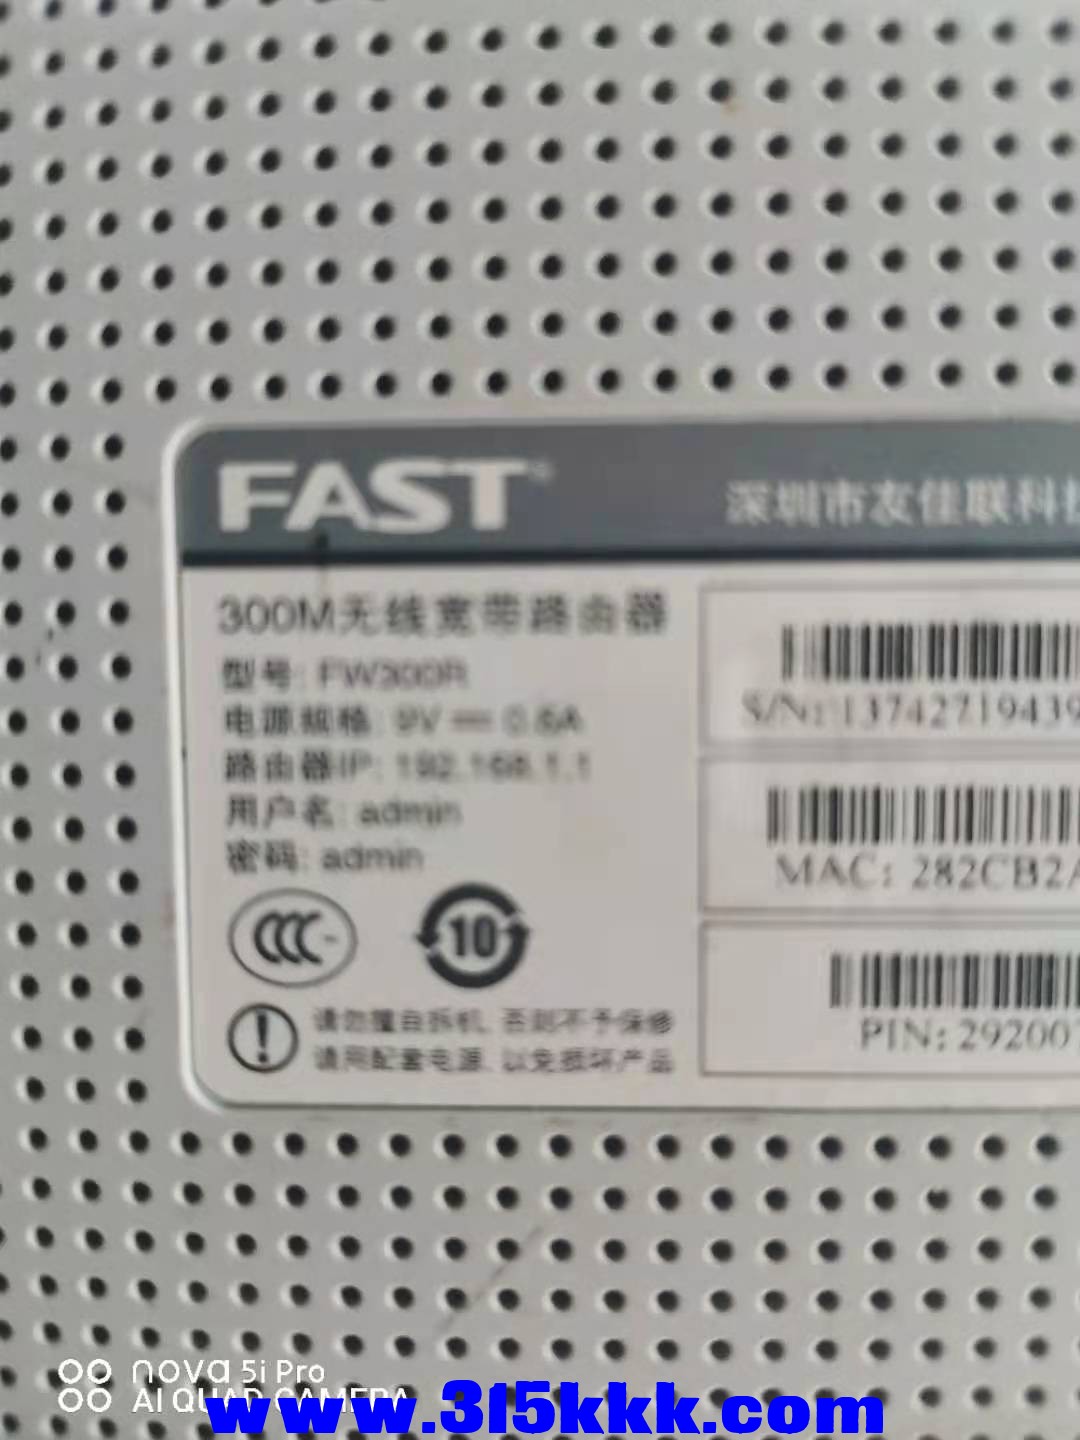 FAST®
深圳市友佳联科技
300M无线宽带路由器
型号: FW300R
电源规格: 9V ⎓ 0.6A
路由器IP: 192.168.1.1
用户名: admin
密码: admin
S/N: 13742719439
MAC: 282CB2A
PIN: 292007
CCC
10
请勿擅自拆机, 否则不予保修
请用配套电源, 以免损坏产品
nova 5i Pro
AI QUAD CAMERA
www.315kkk.com